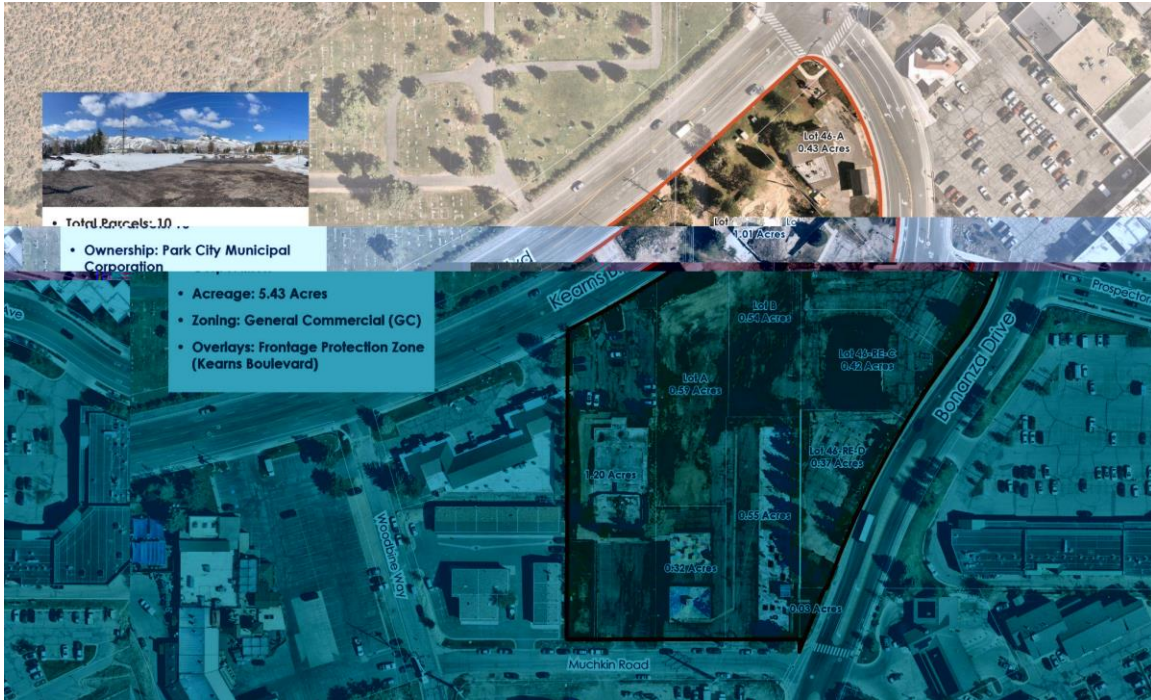 Lot 46-A
0.43 Acres
• Total Parcels: 10
1.01 Acres
• Ownership: Park City Municipal
Corporation
• Acreage: 5.43 Acres
• Zoning: General Commercial (GC)
• Overlays: Frontage Protection Zone
(Kearns Boulevard)
Kearns
Ave
Prospector
Lot B
0.54 Acres
Bonanza Drive
Lot 46-RE-C
0.42 Acres
Lot A
0.59 Acres
Lot 46-RE-D
0.37 Acres
1.20 Acres
0.55 Acres
Woodbine Way
0.32 Acres
0.03 Acres
Munchkin Road